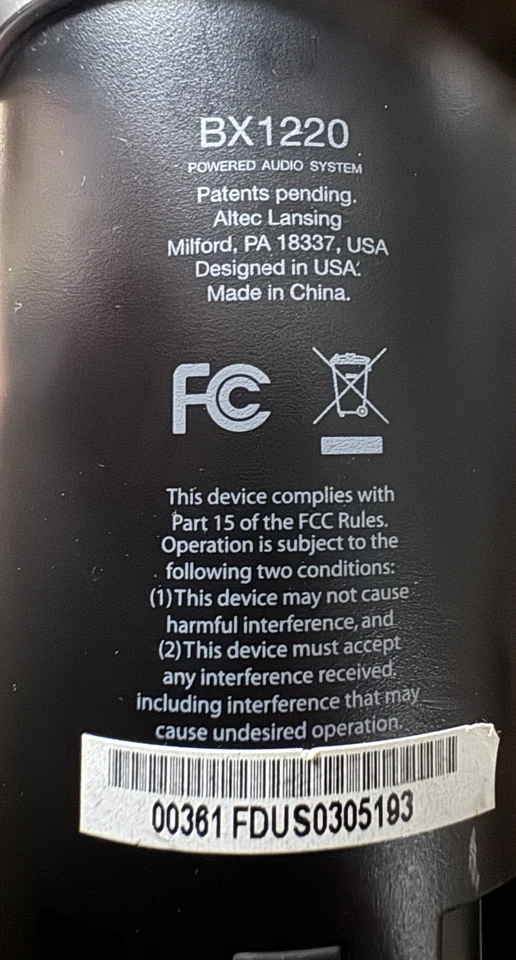 BX1220
POWERED AUDIO SYSTEM
Patents pending.
Altec Lansing
Milford, PA 18337, USA
Designed in USA.
Made in China.
FC
This device complies with
Part 15 of the FCC Rules.
Operation is subject to the
following two conditions:
(1)This device may not cause
harmful interference, and
(2)This device must accept
any interference received,
including interference that may
cause undesired operation.
00361 FDUS0305193